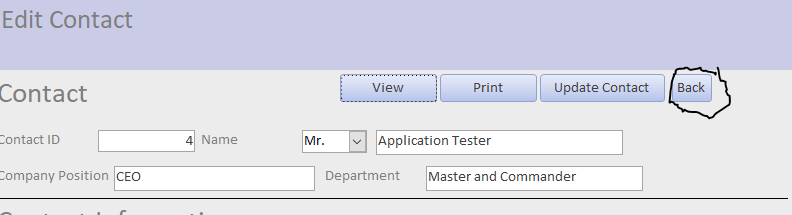 Edit Contact
Contact
View
Print
Update Contact
Back
Contact ID
4
Name
Mr.
Application Tester
Company Position
CEO
Department
Master and Commander